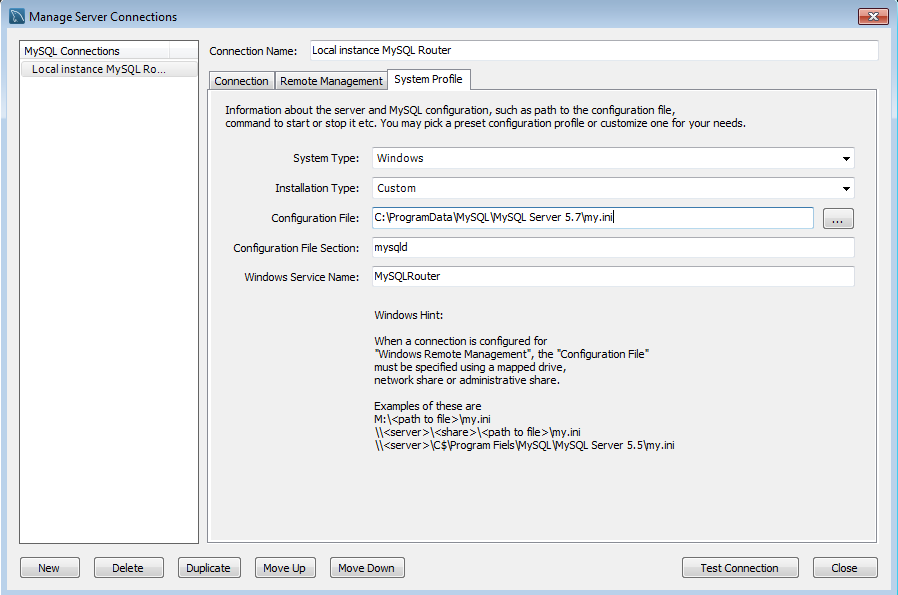 Manage Server Connections
MySQL Connections
Local instance MySQL Ro...
Connection Name: Local instance MySQL Router
Connection Remote Management System Profile
Information about the server and MySQL configuration, such as path to the configuration file,
command to start or stop it etc. You may pick a preset configuration profile or customize one for your needs.
System Type: Windows
Installation Type: Custom
Configuration File: C:\ProgramData\MySQL\MySQL Server 5.7\my.ini ...
Configuration File Section: mysqld
Windows Service Name: MySQLRouter
Windows Hint:
When a connection is configured for
"Windows Remote Management", the "Configuration File"
must be specified using a mapped drive,
network share or administrative share.
Examples of these are
M:\<path to file>\my.ini
\\<server>\<share>\<path to file>\my.ini
\\<server>\C$\Program Fiels\MySQL\MySQL Server 5.5\my.ini
New Delete Duplicate Move Up Move Down Test Connection Close